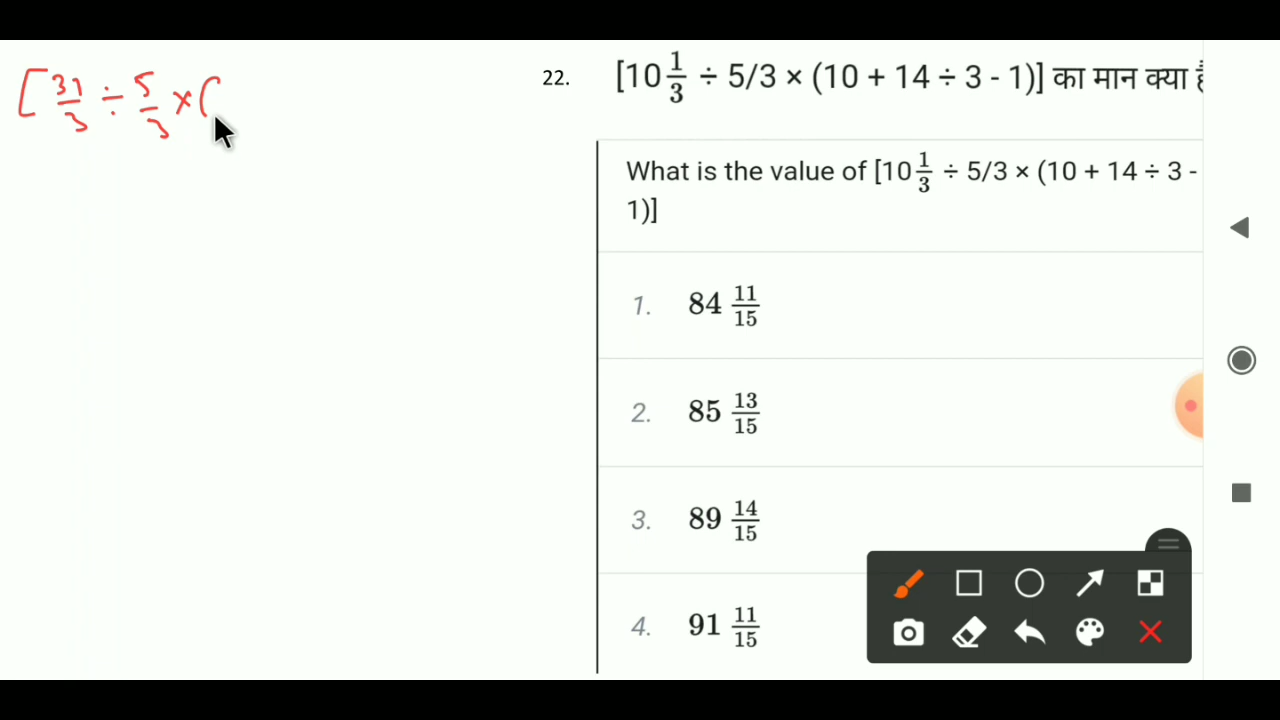 [31/3 ÷ 5/3 × (
22. [10 1/3 ÷ 5/3 × (10 + 14 ÷ 3 - 1)] का मान क्या
What is the value of [10 1/3 ÷ 5/3 × (10 + 14 ÷ 3 -
1)]
1. 84 11/15
2. 85 13/15
3. 89 14/15
4. 91 11/15